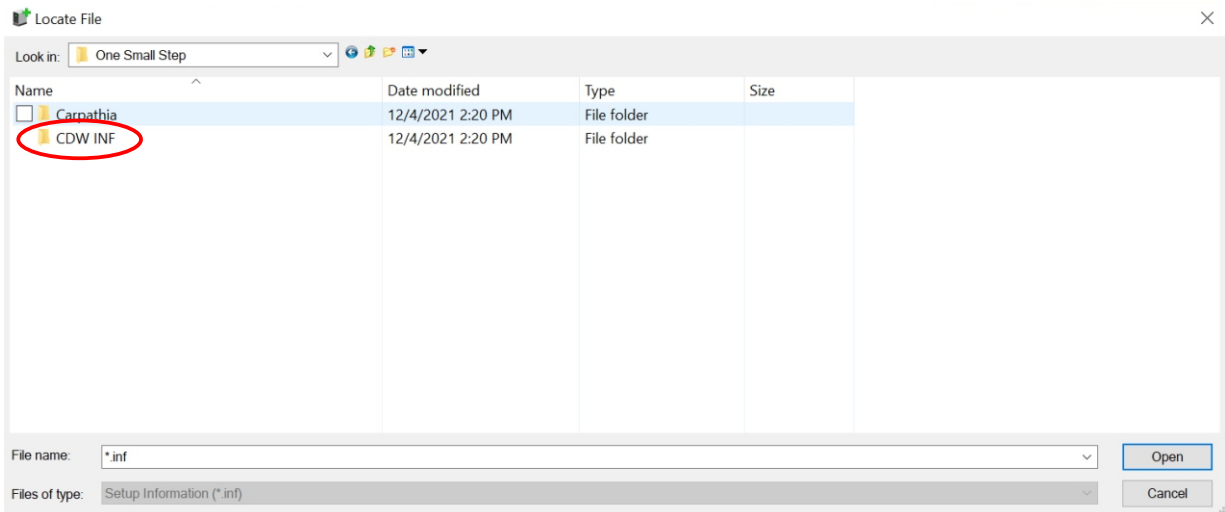 Locate File
Look in: One Small Step
Name Date modified Type Size
Carpathia 12/4/2021 2:20 PM File folder
CDW INF 12/4/2021 2:20 PM File folder
File name: *.inf Open
Files of type: Setup Information (*.inf) Cancel